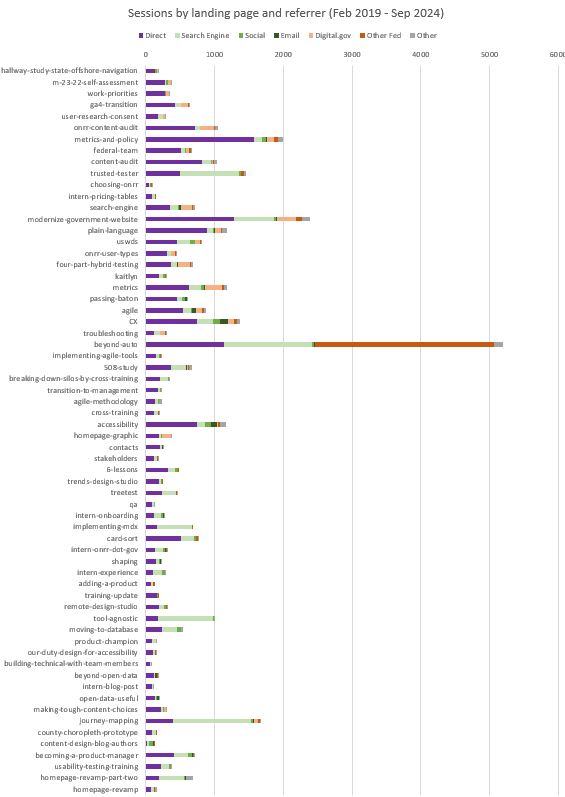 Sessions by landing page and referrer (Feb 2019 - Sep 2024)
Direct Search Engine Social Email Digital.gov Other Fed Other
0 1000 2000 3000 4000 5000 6000
hallway-study-state-offshore-navigation
m-23-22-self-assessment
work-priorities
ga4-transition
user-research-consent
onrr-content-audit
metrics-and-policy
federal-team
content-audit
trusted-tester
choosing-onrr
intern-pricing-tables
search-engine
modernize-government-website
plain-language
uswds
onrr-user-types
four-part-hybrid-testing
kaitlyn
metrics
passing-baton
agile
CX
troubleshooting
beyond-auto
implementing-agile-tools
508-study
breaking-down-silos-by-cross-training
transition-to-management
agile-methodology
cross-training
accessibility
homepage-graphic
contacts
stakeholders
6-lessons
trends-design-studio
treetest
qa
intern-onboarding
implementing-mdx
card-sort
intern-onrr-dot-gov
shaping
intern-experience
adding-a-product
training-update
remote-design-studio
tool-agnostic
moving-to-database
product-champion
our-duty-design-for-accessibility
building-technical-with-team-members
beyond-open-data
intern-blog-post
open-data-useful
making-tough-content-choices
journey-mapping
county-choropleth-prototype
content-design-blog-authors
becoming-a-product-manager
usability-testing-training
homepage-revamp-part-two
homepage-revamp